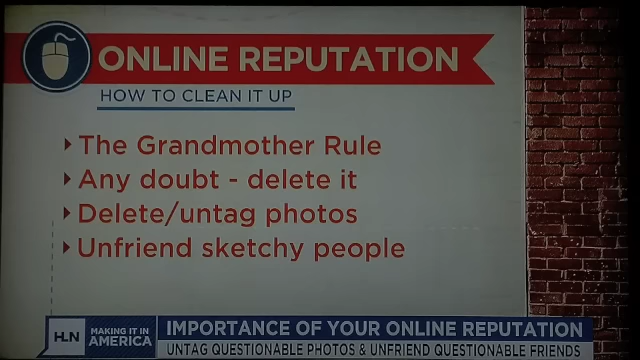 ONLINE REPUTATION
HOW TO CLEAN IT UP
The Grandmother Rule
Any doubt - delete it
Delete/untag photos
Unfriend sketchy people
HLN
MAKING IT IN
AMERICA
IMPORTANCE OF YOUR ONLINE REPUTATION
UNTAG QUESTIONABLE PHOTOS & UNFRIEND QUESTIONABLE FRIENDS